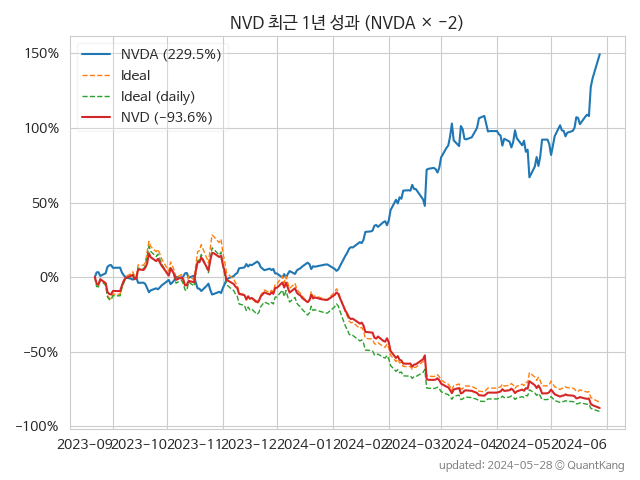 NVD 최근 1년 성과 (NVDA × −2)
NVDA (229.5%)
Ideal
Ideal (daily)
NVD (−93.6%)
150%
100%
50%
0%
−50%
−100%
2023-09 2023-10 2023-11 2023-12 2024-01 2024-02 2024-03 2024-04 2024-05 2024-06
updated: 2024-05-28 © QuantKang